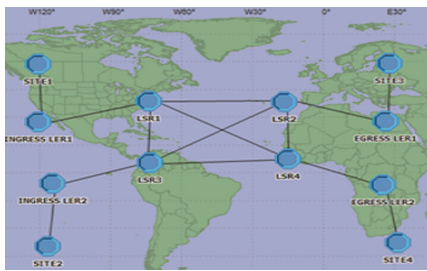 W120° W90° W60° W30° 0° E30°
SITE1 SITE3
LSR1 LSR2
INGRESS LER1 EGRESS LER1
LSR3 LSR4
INGRESS LER2 EGRESS LER2
SITE2 SITE4